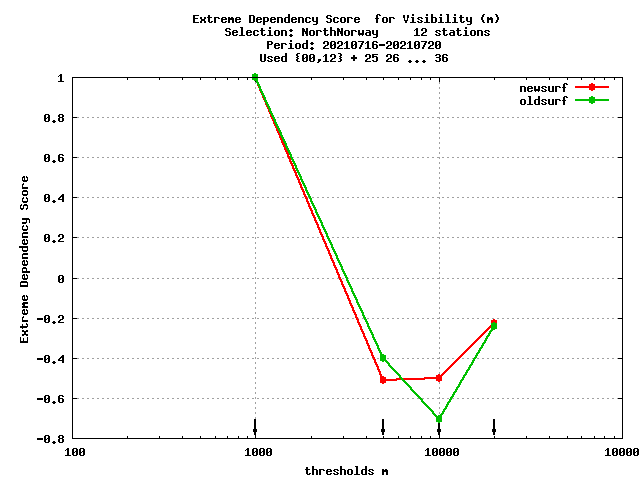 Extreme Dependency Score  for Visibility (m)
Selection: NorthNorway     12 stations
Period: 20210716-20210720
Used {00,12} + 25 26 ... 36
newsurf
oldsurf
Extreme Dependency Score
1
0.8
0.6
0.4
0.2
0
-0.2
-0.4
-0.6
-0.8
100
1000
10000
10000
thresholds m